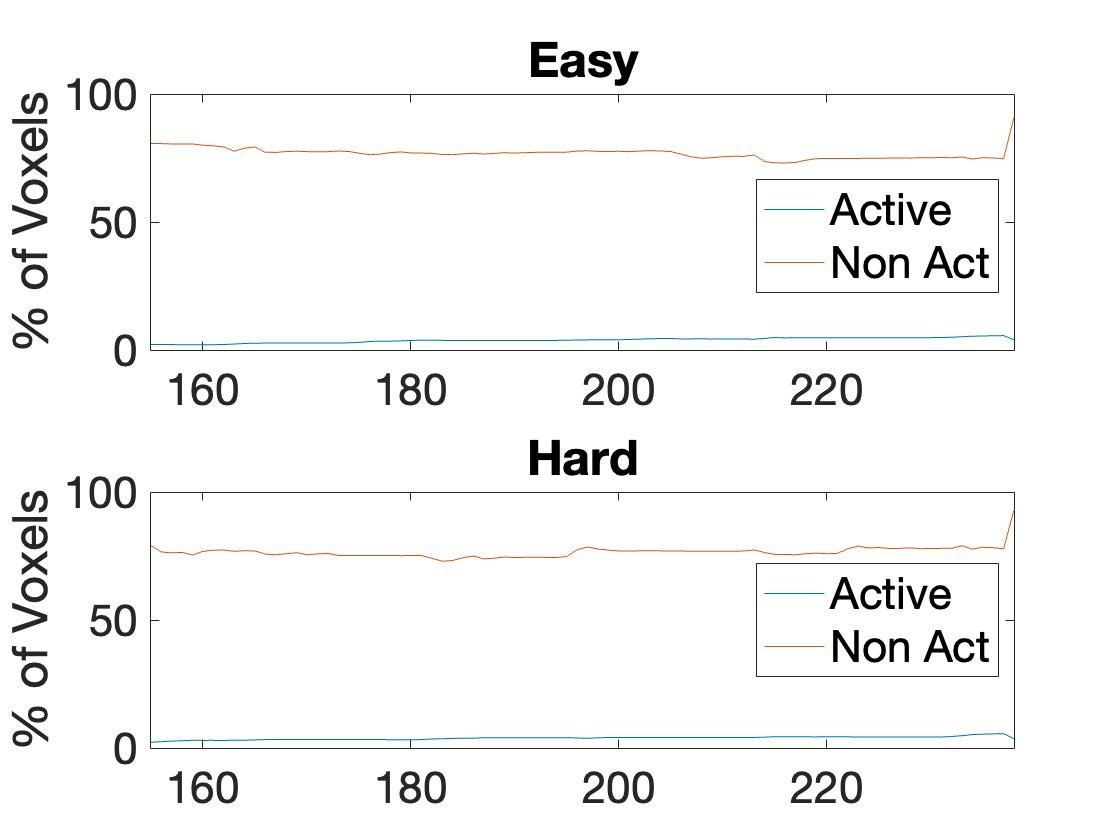 Easy
% of Voxels
100
50
0
Active
Non Act
160 180 200 220
Hard
% of Voxels
100
50
0
Active
Non Act
160 180 200 220